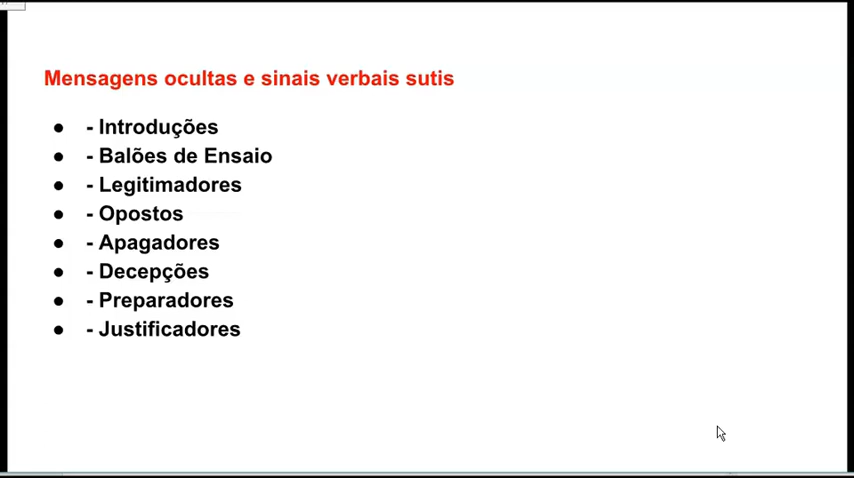 Mensagens ocultas e sinais verbais sutis
● - Introduções
● - Balões de Ensaio
● - Legitimadores
● - Opostos
● - Apagadores
● - Decepções
● - Preparadores
● - Justificadores